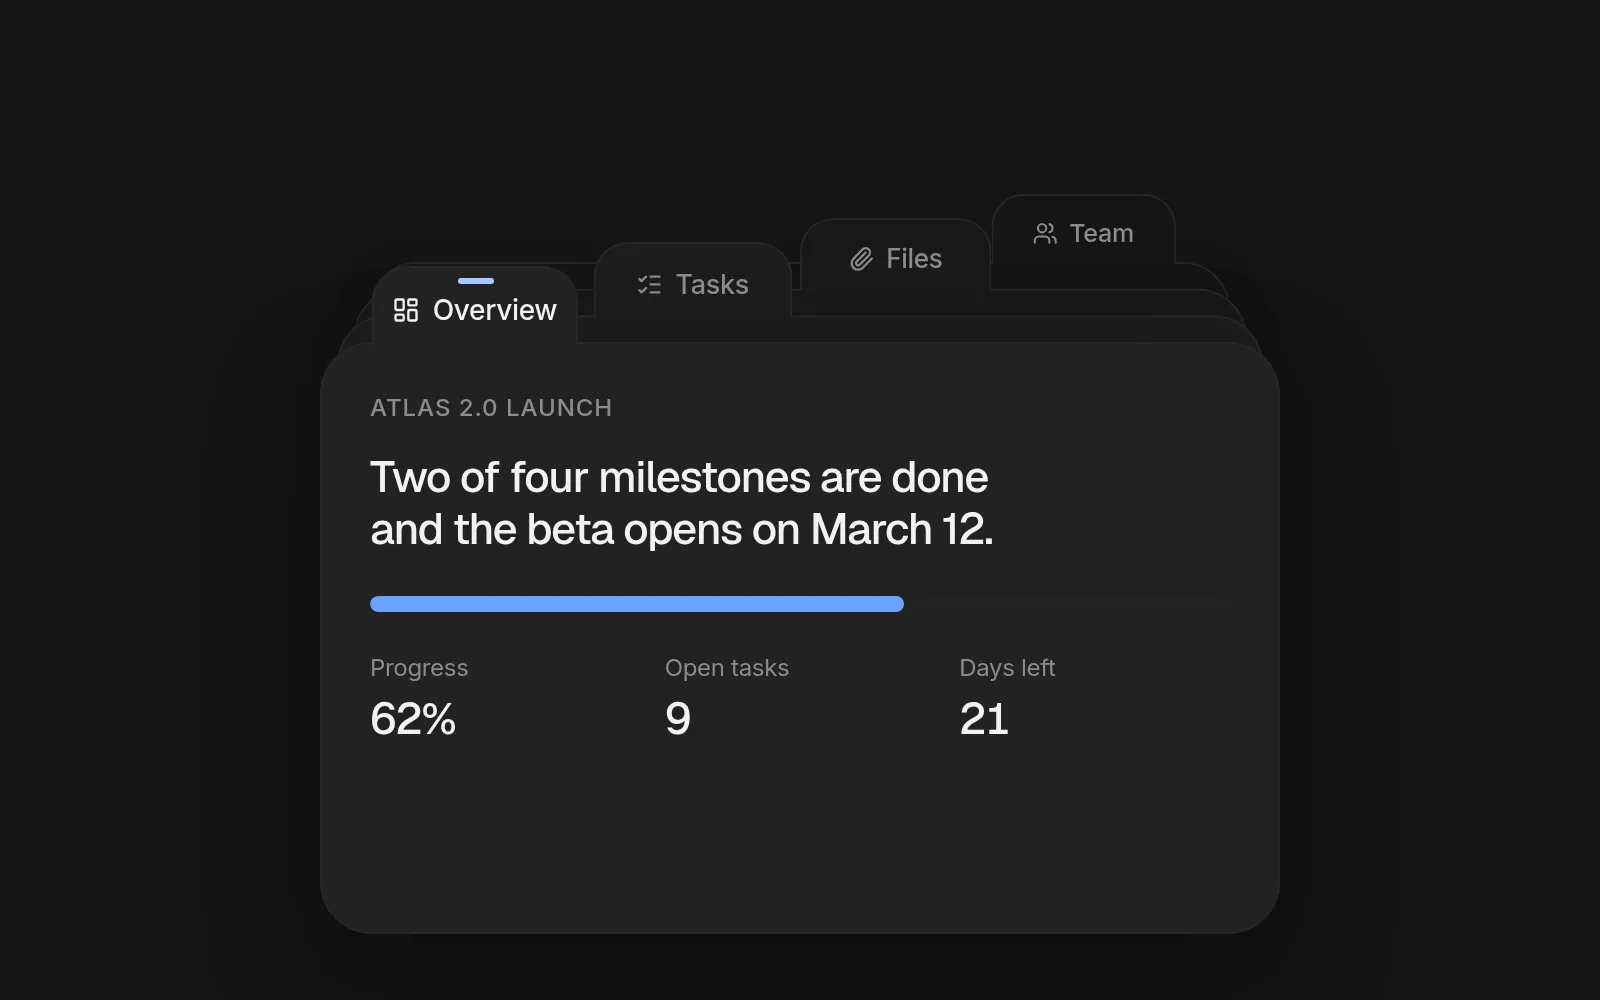 Overview
Tasks
Files
Team
ATLAS 2.0 LAUNCH
Two of four milestones are done
and the beta opens on March 12.
Progress
62%
Open tasks
9
Days left
21